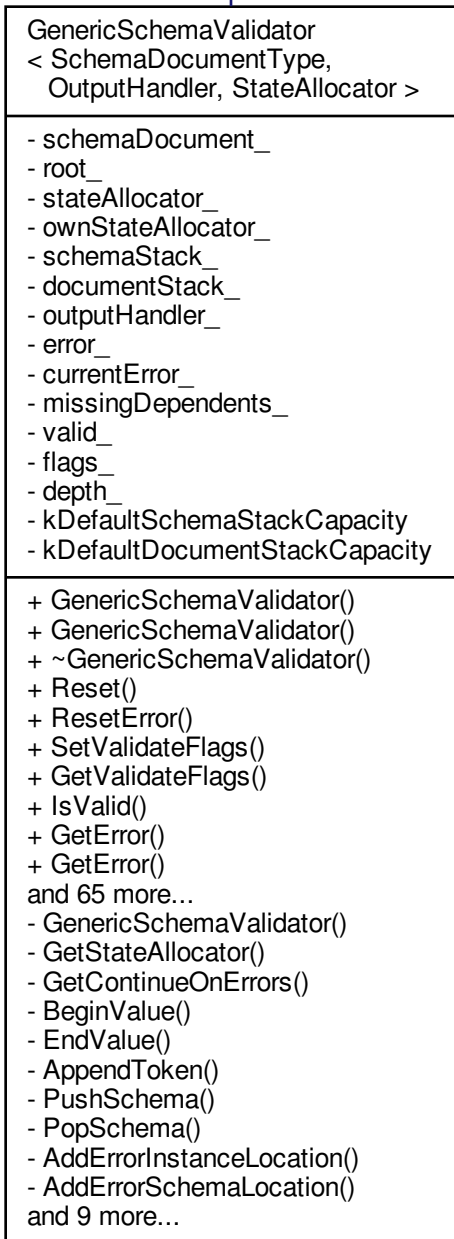 GenericSchemaValidator
< SchemaDocumentType,
OutputHandler, StateAllocator >
- schemaDocument_
- root_
- stateAllocator_
- ownStateAllocator_
- schemaStack_
- documentStack_
- outputHandler_
- error_
- currentError_
- missingDependents_
- valid_
- flags_
- depth_
- kDefaultSchemaStackCapacity
- kDefaultDocumentStackCapacity
+ GenericSchemaValidator()
+ GenericSchemaValidator()
+ ~GenericSchemaValidator()
+ Reset()
+ ResetError()
+ SetValidateFlags()
+ GetValidateFlags()
+ IsValid()
+ GetError()
+ GetError()
and 65 more...
- GenericSchemaValidator()
- GetStateAllocator()
- GetContinueOnErrors()
- BeginValue()
- EndValue()
- AppendToken()
- PushSchema()
- PopSchema()
- AddErrorInstanceLocation()
- AddErrorSchemaLocation()
and 9 more...